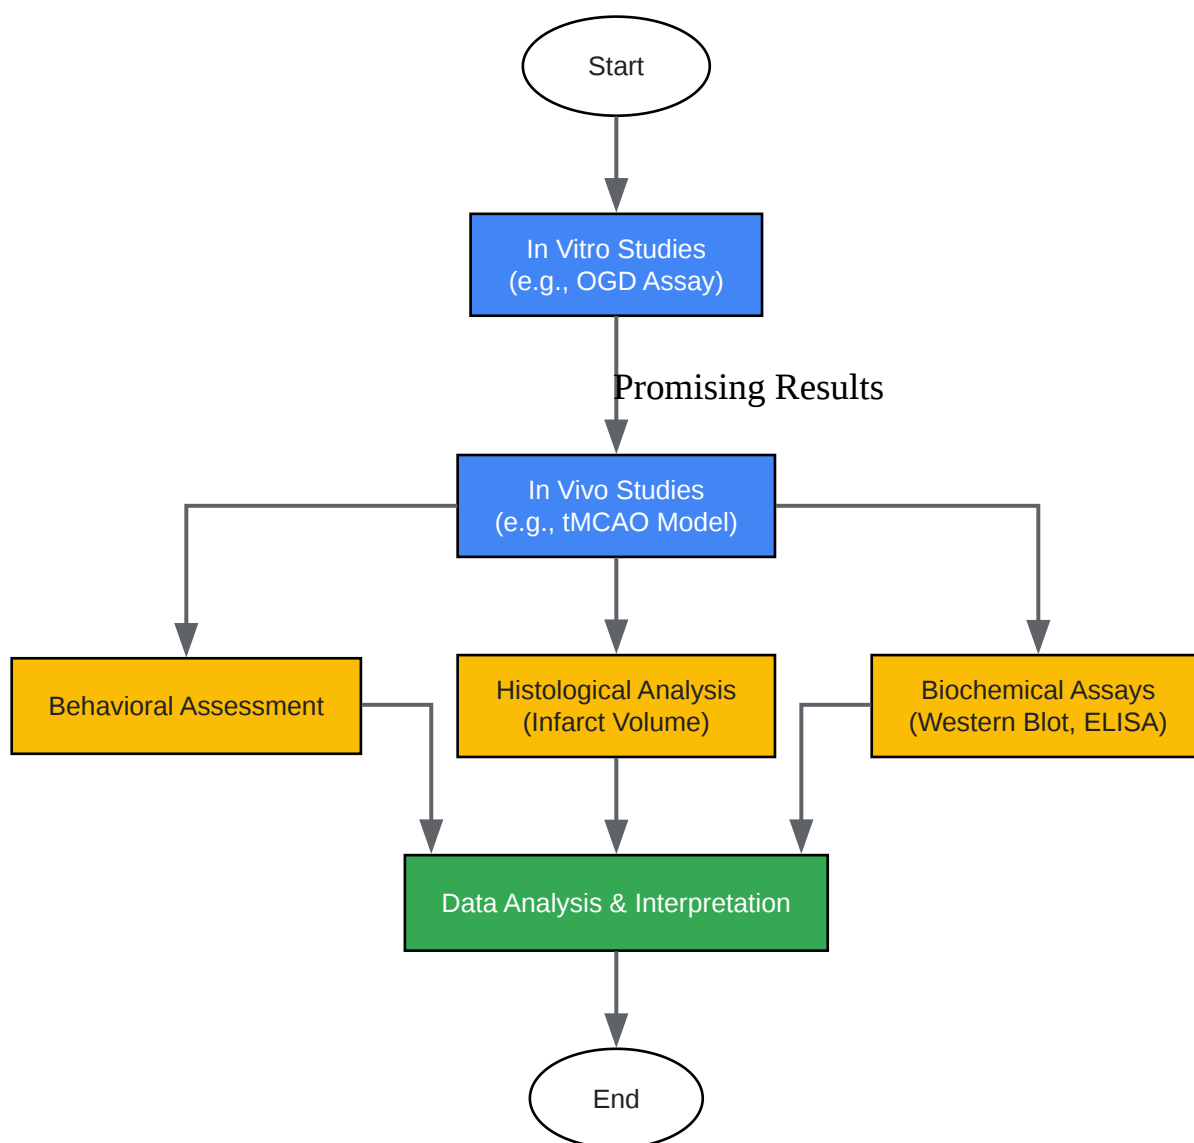 Start
In Vitro Studies
(e.g., OGD Assay)
Promising Results
In Vivo Studies
(e.g., tMCAO Model)
Behavioral Assessment
Histological Analysis
(Infarct Volume)
Biochemical Assays
(Western Blot, ELISA)
Data Analysis & Interpretation
End